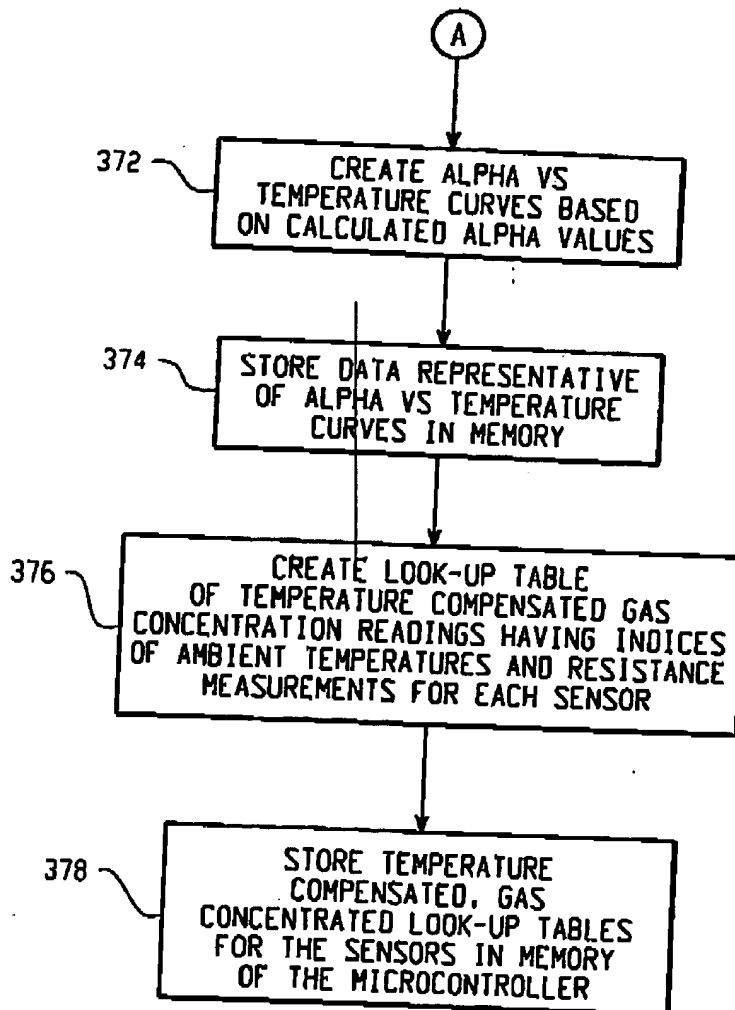 A
372
CREATE ALPHA VS
TEMPERATURE CURVES BASED
ON CALCULATED ALPHA VALUES
374
STORE DATA REPRESENTATIVE
OF ALPHA VS TEMPERATURE
CURVES IN MEMORY
376
CREATE LOOK-UP TABLE
OF TEMPERATURE COMPENSATED GAS
CONCENTRATION READINGS HAVING INDICES
OF AMBIENT TEMPERATURES AND RESISTANCE
MEASUREMENTS FOR EACH SENSOR
378
STORE TEMPERATURE
COMPENSATED, GAS
CONCENTRATED LOOK-UP TABLES
FOR THE SENSORS IN MEMORY
OF THE MICROCONTROLLER